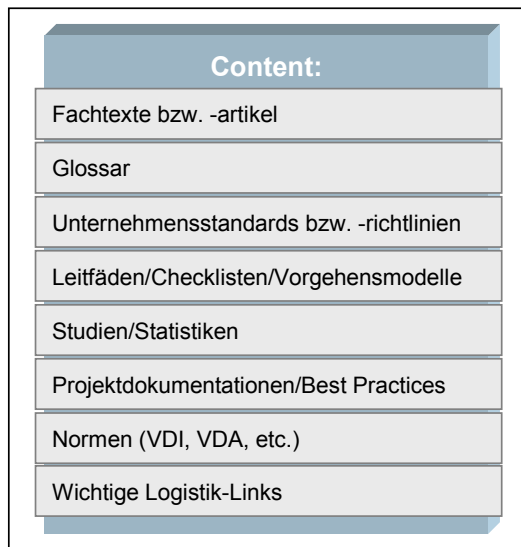 Content:
Fachtexte bzw. -artikel
Glossar
Unternehmensstandards bzw. -richtlinien
Leitfäden/Checklisten/Vorgehensmodelle
Studien/Statistiken
Projektdokumentationen/Best Practices
Normen (VDI, VDA, etc.)
Wichtige Logistik-Links